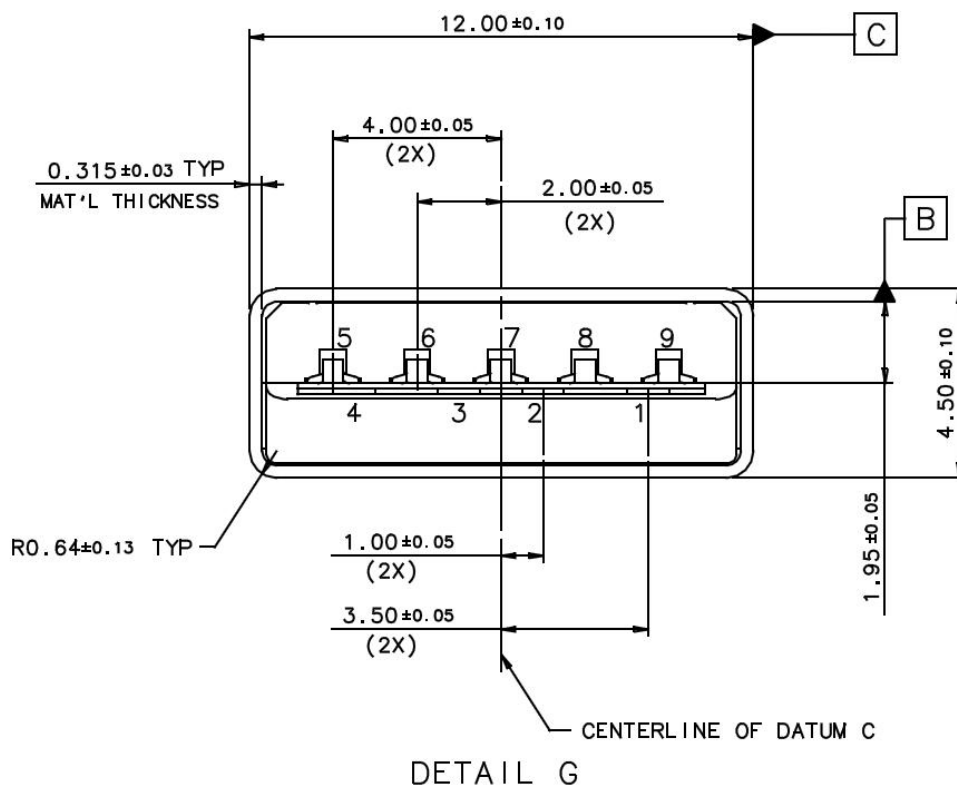 12.00±0.10
C
4.00±0.05
(2X)
0.315±0.03 TYP
MAT'L THICKNESS
2.00±0.05
(2X)
B
5 6 7 8 9
4 3 2 1
4.50±0.10
1.95±0.05
R0.64±0.13 TYP
1.00±0.05
(2X)
3.50±0.05
(2X)
CENTERLINE OF DATUM C
DETAIL G